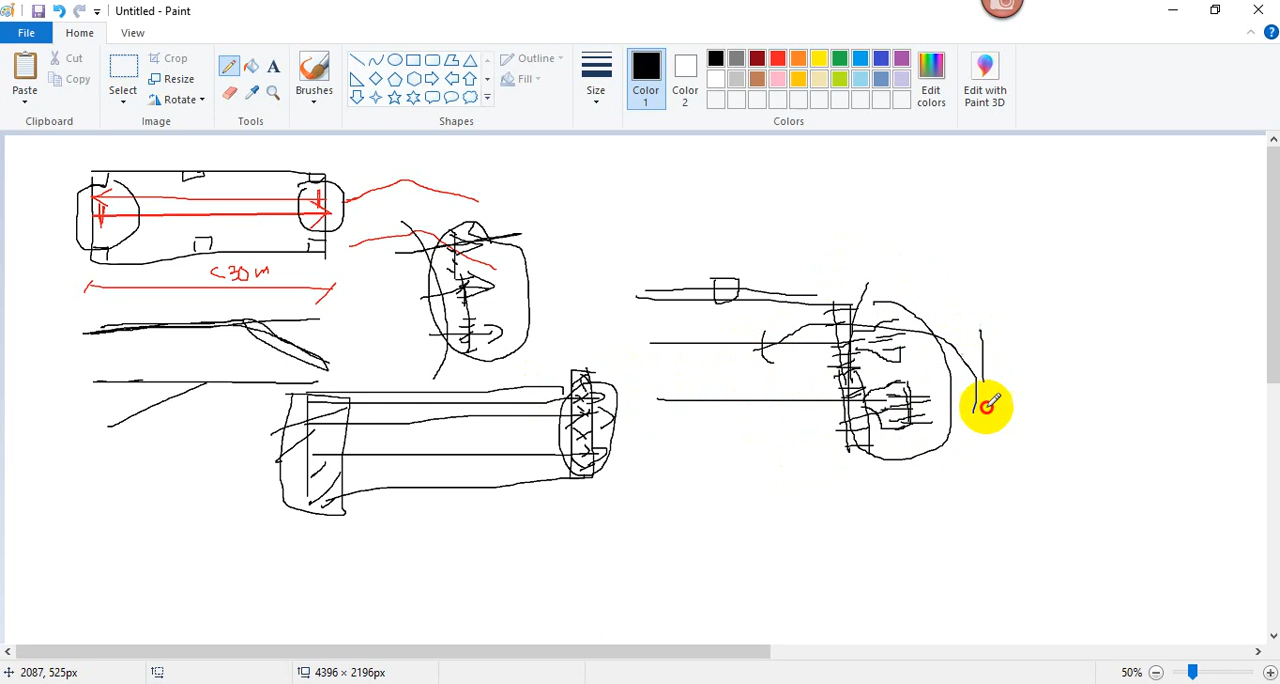 Untitled - Paint
File
Home
View
Paste
Cut
Copy
Clipboard
Select
Crop
Resize
Rotate
Image
A
Tools
Brushes
Outline
Fill
Shapes
Size
Color 1
Color 2
Edit colors
Colors
Edit with Paint 3D
<30 m
2087, 525px
4396 × 2196px
50%